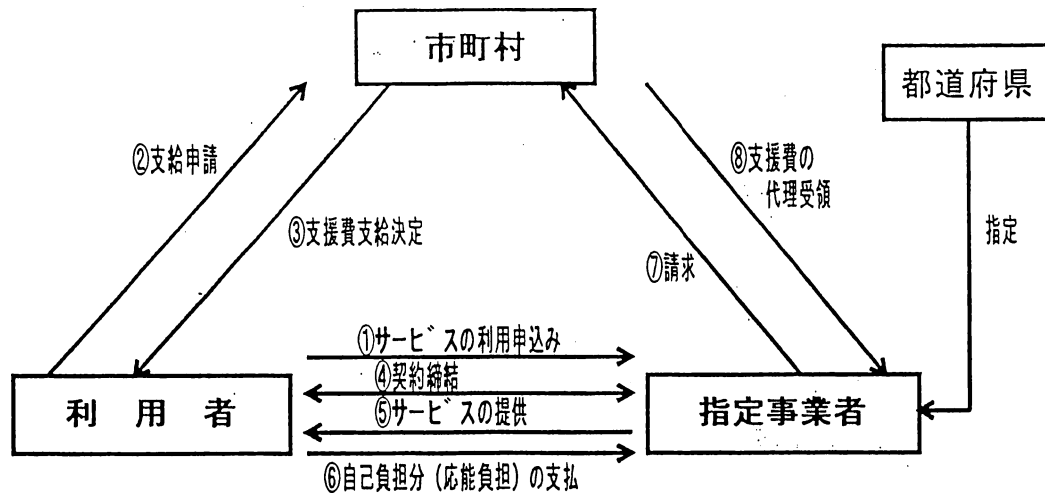 市町村
都道府県
②支給申請
⑧支援費の
代理受領
③支援費支給決定
指定
⑦請求
①サービスの利用申込み
④契約締結
利用者
⑤サービスの提供
指定事業者
⑥自己負担分(応能負担)の支払